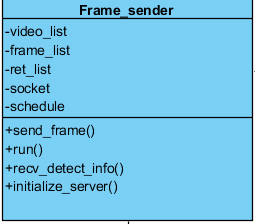 Frame_sender
-video_list
-frame_list
-ret_list
-socket
-schedule
+send_frame()
+run()
+recv_detect_info()
+initialize_server()